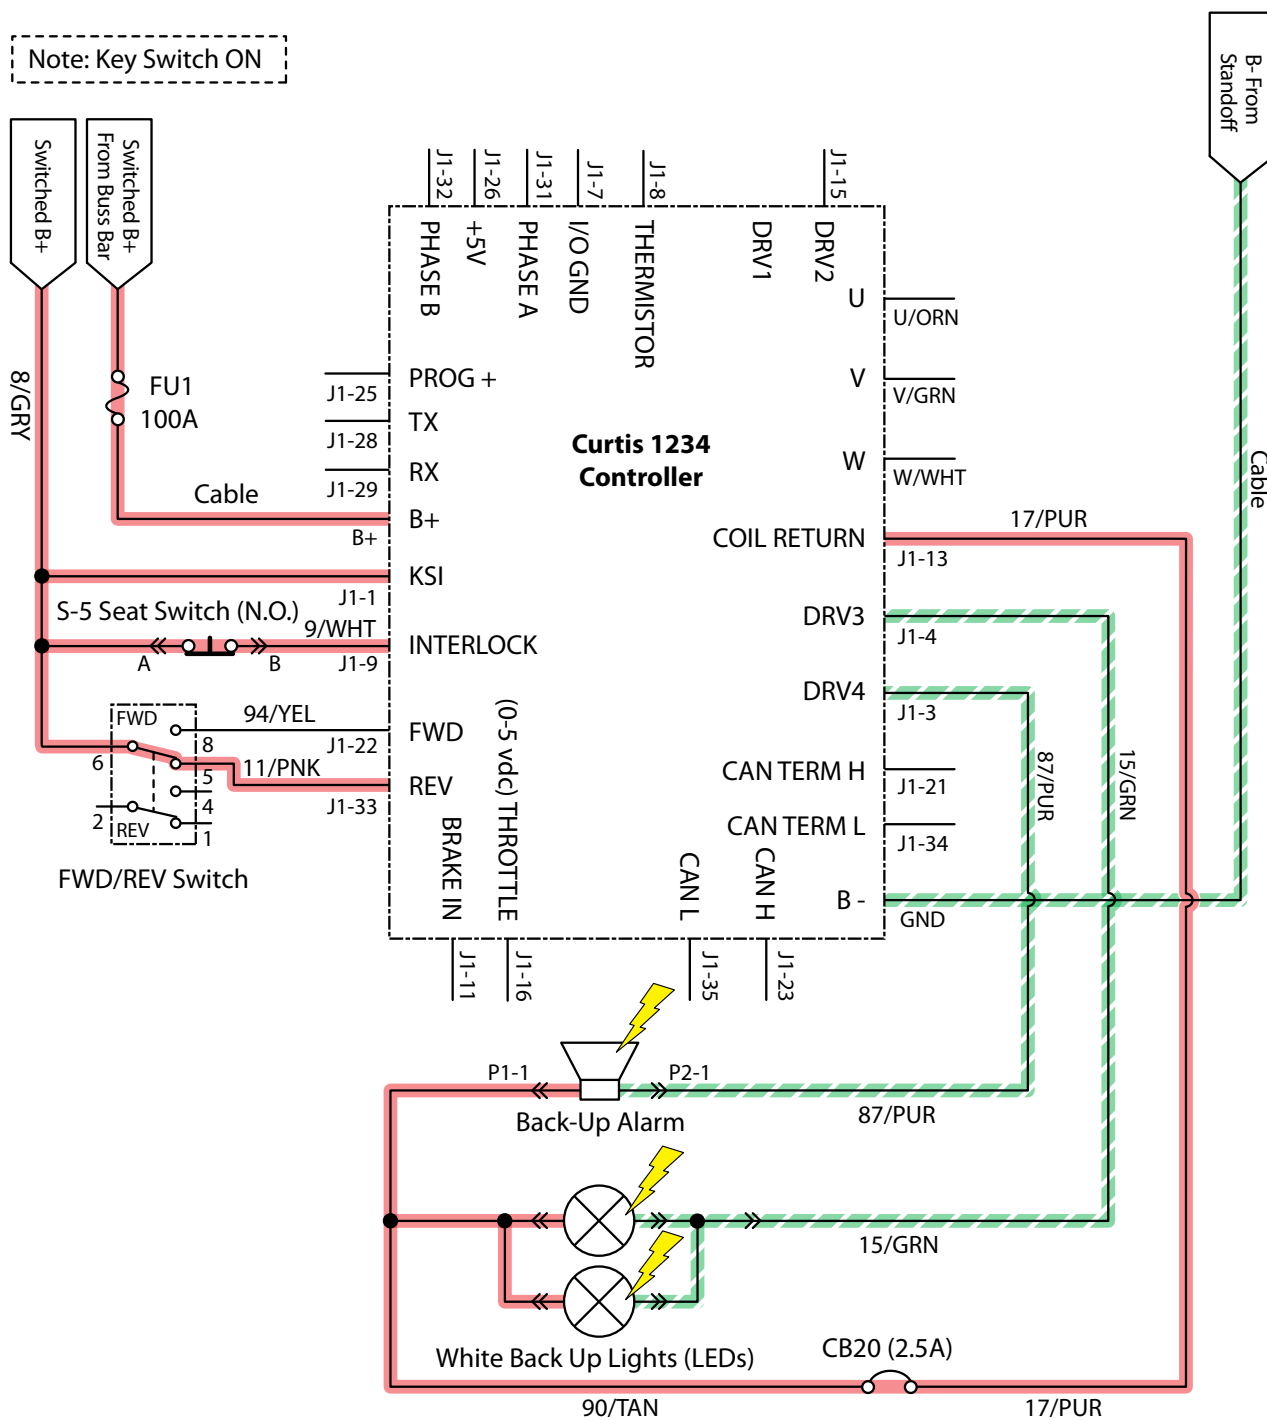 Note: Key Switch ON
B- From
Standoff
Switched B+
Switched B+
From Buss Bar
J1-32
J1-26
J1-31
J1-7
J1-8
J1-15
PHASE B
+5V
PHASE A
I/O GND
THERMISTOR
DRV1
DRV2
U
U/ORN
8/GRY
FU1
100A
PROG +
J1-25
V
V/GRN
TX
J1-28
Curtis 1234
Controller
W
W/WHT
RX
J1-29
Cable
Cable
B+
B+
17/PUR
COIL RETURN
J1-13
KSI
J1-1
S-5 Seat Switch (N.O.)
9/WHT
A
B
J1-9
INTERLOCK
DRV3
J1-4
DRV4
J1-3
FWD
94/YEL
8
J1-22
FWD
(0-5 vdc) THROTTLE
6
5
11/PNK
J1-33
REV
4
2
REV
1
FWD/REV Switch
87/PUR
15/GRN
CAN TERM H
J1-21
CAN TERM L
J1-34
BRAKE IN
CAN L
CAN H
B -
GND
J1-11
J1-16
J1-35
J1-23
P1-1
P2-1
Back-Up Alarm
87/PUR
15/GRN
White Back Up Lights (LEDs)
CB20 (2.5A)
90/TAN
17/PUR